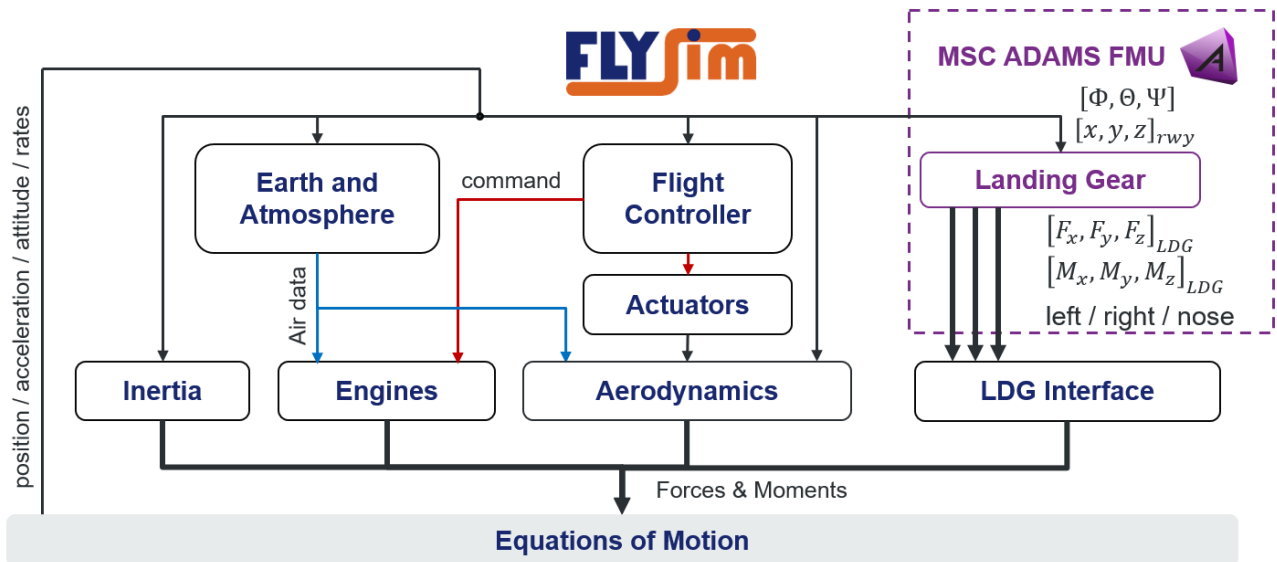 FLYSim
MSC ADAMS FMU
A
[Φ, Θ, Ψ]
[x, y, z]rwy
position / acceleration / attitude / rates
Earth and
Atmosphere
command
Flight
Controller
Landing Gear
[Fx, Fy, Fz]LDG
[Mx, My, Mz]LDG
left / right / nose
Air data
Actuators
Inertia
Engines
Aerodynamics
LDG Interface
Forces & Moments
Equations of Motion